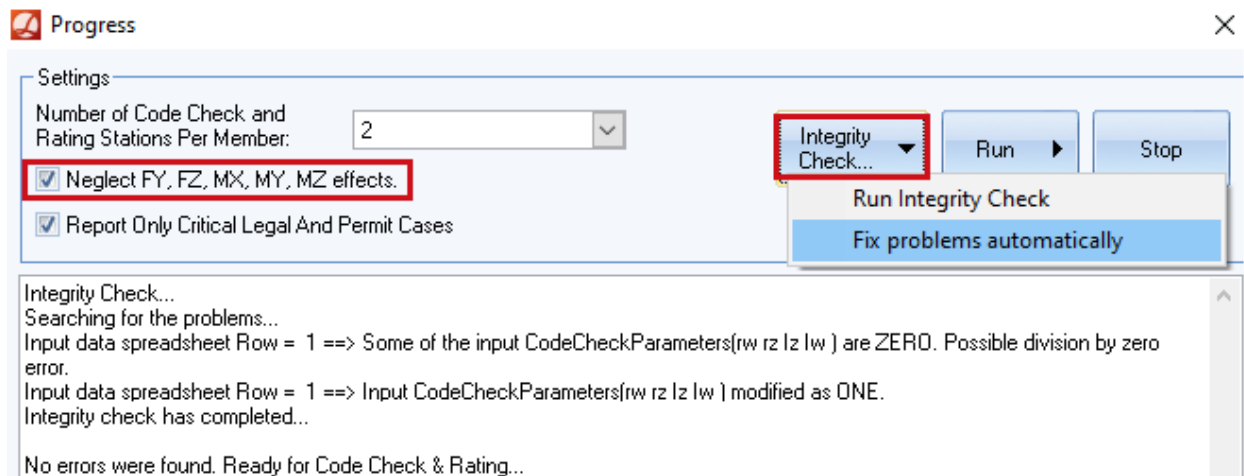 Progress
Settings
Number of Code Check and
Rating Stations Per Member:
2
Integrity
Check...
Run
Stop
Neglect FY, FZ, MX, MY, MZ effects.
Run Integrity Check
Report Only Critical Legal And Permit Cases
Fix problems automatically
Integrity Check...
Searching for the problems...
Input data spreadsheet Row = 1 ==> Some of the input CodeCheckParameters(rw rz lz lw ) are ZERO. Possible division by zero
error.
Input data spreadsheet Row = 1 ==> Input CodeCheckParameters(rw rz lz lw ) modified as ONE.
Integrity check has completed...
No errors were found. Ready for Code Check & Rating...